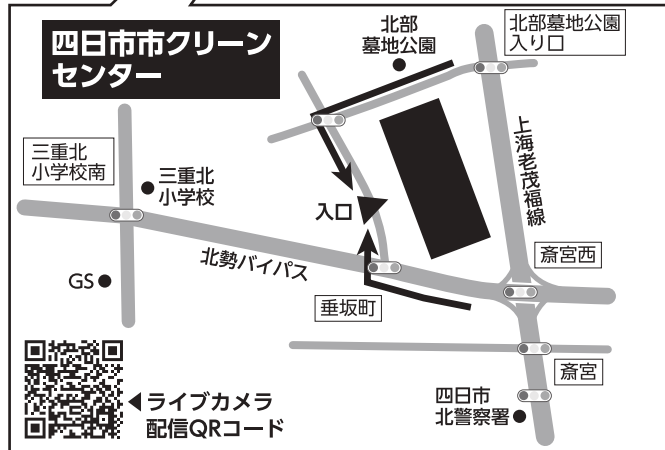 四日市市クリーン
センター
北部
墓地公園
北部墓地公園
入り口
三重北
小学校南
三重北
小学校
上海老茂福線
入口
北勢バイパス
斎宮西
GS
垂坂町
斎宮
四日市
北警察署
ライブカメラ
配信QRコード